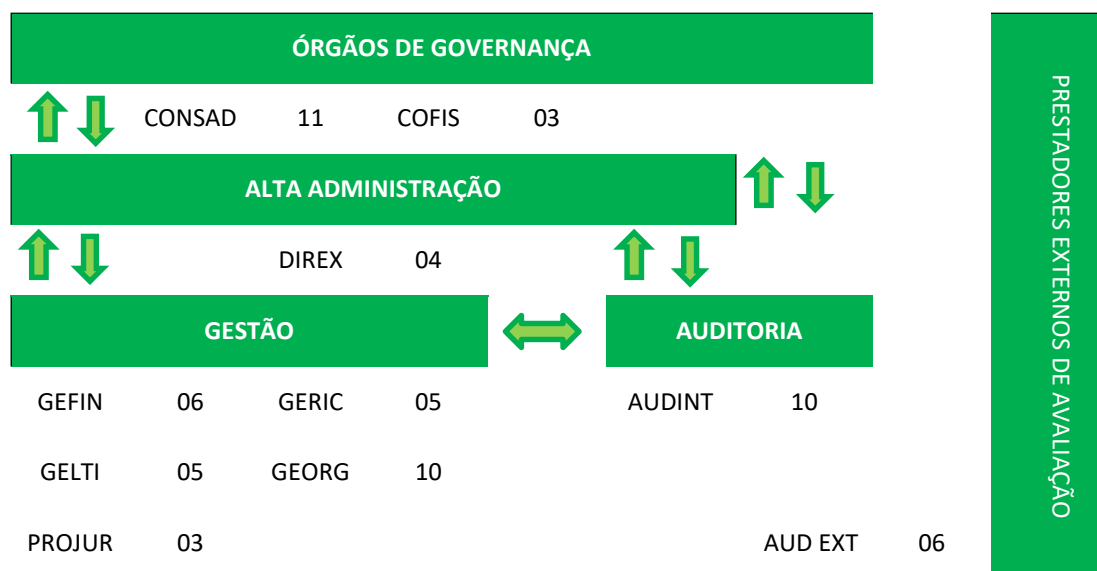 ÓRGÃOS DE GOVERNANÇA
CONSAD 11 COFIS 03
ALTA ADMINISTRAÇÃO
DIREX 04
GESTÃO
AUDITORIA
GEFIN 06 GERIC 05
AUDINT 10
GELTI 05 GEORG 10
PROJUR 03
AUD EXT 06
PRESTADORES EXTERNOS DE AVALIAÇÃO